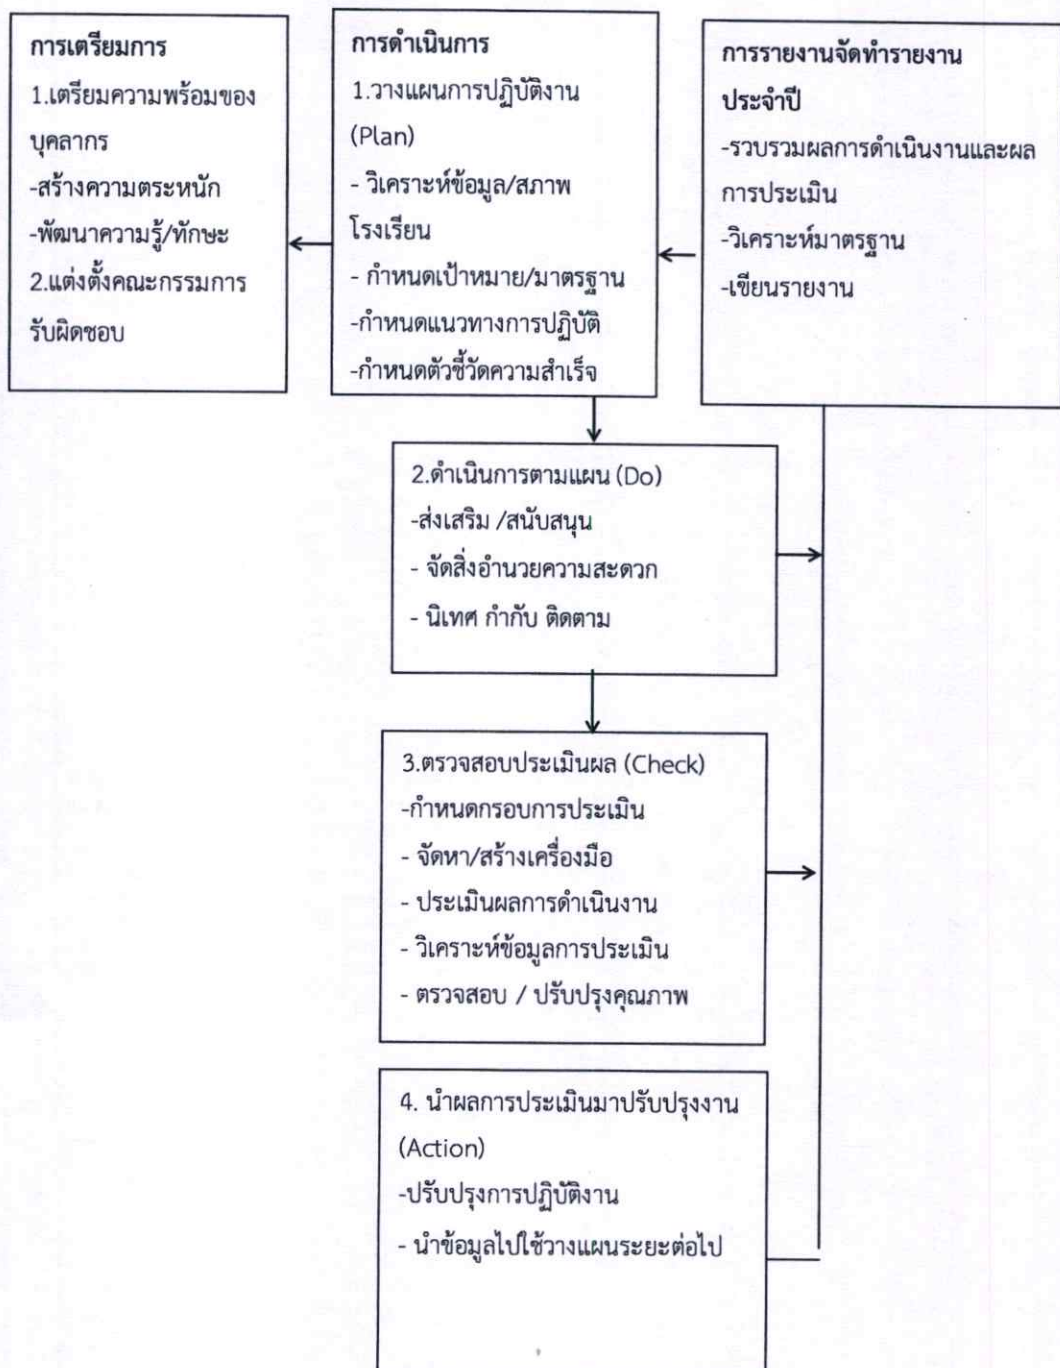 การเตรียมการ
1.เตรียมความพร้อมของ
บุคลากร
-สร้างความตระหนัก
-พัฒนาความรู้/ทักษะ
2.แต่งตั้งคณะกรรมการ
รับผิดชอบ
การดำเนินการ
1.วางแผนการปฏิบัติงาน
(Plan)
- วิเคราะห์ข้อมูล/สภาพ
โรงเรียน
- กำหนดเป้าหมาย/มาตรฐาน
-กำหนดแนวทางการปฏิบัติ
-กำหนดตัวชี้วัดความสำเร็จ
การรายงานจัดทำรายงาน
ประจำปี
-รวบรวมผลการดำเนินงานและผล
การประเมิน
-วิเคราะห์มาตรฐาน
-เขียนรายงาน
2.ดำเนินการตามแผน (Do)
-ส่งเสริม /สนับสนุน
- จัดสิ่งอำนวยความสะดวก
- นิเทศ กำกับ ติดตาม
3.ตรวจสอบประเมินผล (Check)
-กำหนดกรอบการประเมิน
- จัดหา/สร้างเครื่องมือ
- ประเมินผลการดำเนินงาน
- วิเคราะห์ข้อมูลการประเมิน
- ตรวจสอบ / ปรับปรุงคุณภาพ
4. นำผลการประเมินมาปรับปรุงงาน
(Action)
-ปรับปรุงการปฏิบัติงาน
- นำข้อมูลไปใช้วางแผนระยะต่อไป